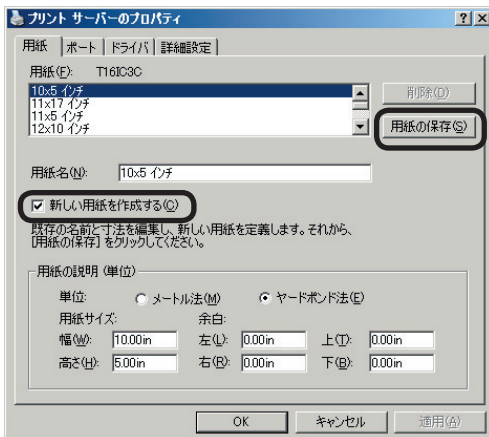 プリント サーバーのプロパティ
用紙 ポート ドライバ 詳細設定
用紙(F): T16IC3C
10x5 インチ
11x17 インチ
11x5 インチ
12x10 インチ
削除(D)
用紙の保存(S)
用紙名(N): 10x5 インチ
新しい用紙を作成する(C)
既存の名前と寸法を編集し、新しい用紙を定義します。それから、
[用紙の保存] をクリックしてください。
用紙の説明 (単位)
単位: メートル法(M) ヤードポンド法(E)
用紙サイズ: 余白:
幅(W): 10.00in 左(L): 0.00in 上(T): 0.00in
高さ(H): 5.00in 右(R): 0.00in 下(B): 0.00in
OK キャンセル 適用(A)